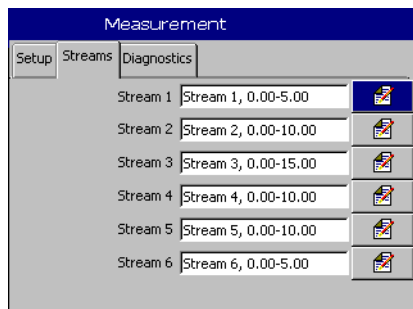 Measurement
Setup Streams Diagnostics
Stream 1 Stream 1, 0.00-5.00
Stream 2 Stream 2, 0.00-10.00
Stream 3 Stream 3, 0.00-15.00
Stream 4 Stream 4, 0.00-10.00
Stream 5 Stream 5, 0.00-10.00
Stream 6 Stream 6, 0.00-5.00